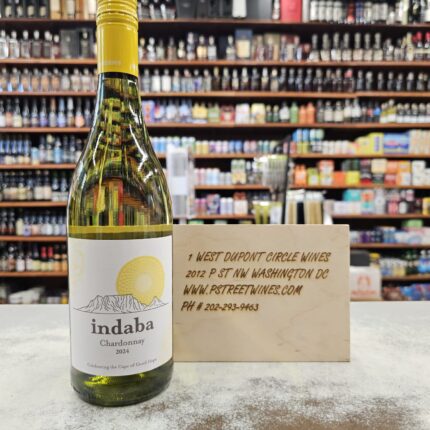 indaba
Chardonnay
2024
Celebrating the Cape of Good Hope
1 WEST DUPONT CIRCLE WINES
2012 P ST NW WASHINGTON DC
WWW.PSTREETWINES.COM
PH # 202-293-9463